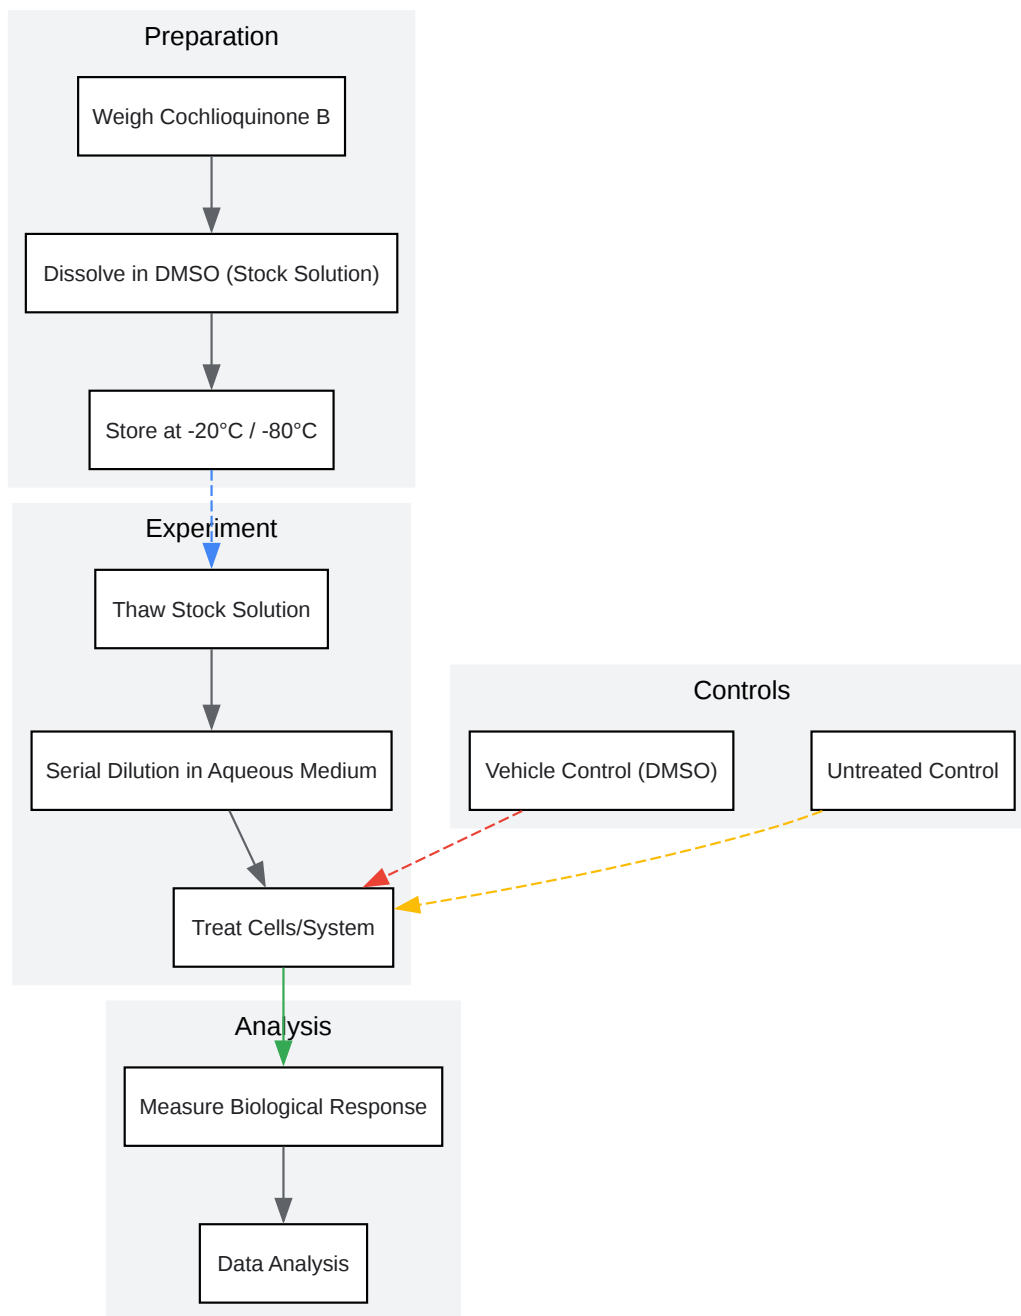 Preparation
Weigh Cochlioquinone B
Dissolve in DMSO (Stock Solution)
Store at -20°C / -80°C
Experiment
Thaw Stock Solution
Serial Dilution in Aqueous Medium
Treat Cells/System
Controls
Vehicle Control (DMSO)
Untreated Control
Analysis
Measure Biological Response
Data Analysis